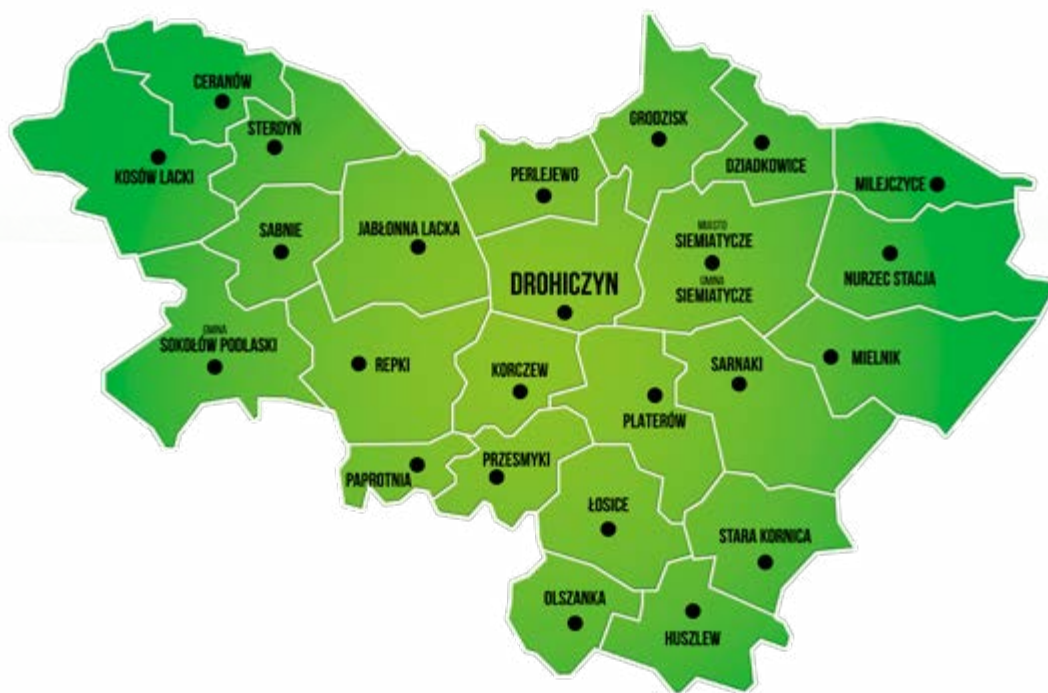 CERANÓW
STERDYŃ
KOSÓW LACKI
SABNIE
JABŁONNA LACKA
PERLEJEWO
GRODZISK
DZIADKOWICE
MILEJCZYCE
MIASTO
SIEMIATYCZE
GMINA
SIEMIATYCZE
NURZEC STACJA
DROHICZYN
GMINA
SOKOŁÓW PODLASKI
REPKI
KORCZEW
SARNAKI
MIELNIK
PLATERÓW
PAPROTNIA
PRZESMYKI
ŁOSICE
STARA KORNICA
OLSZANKA
HUSZLEW